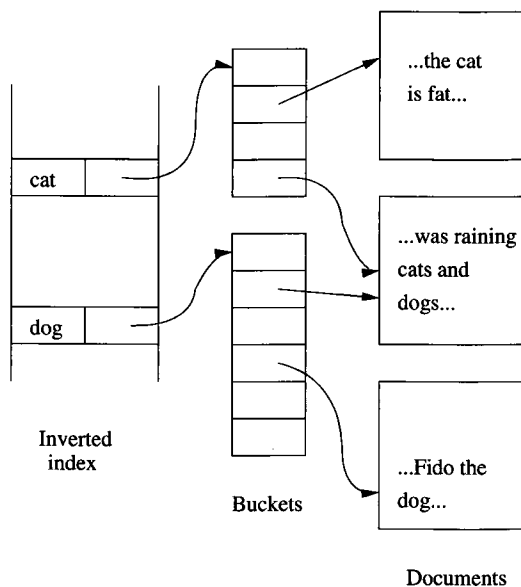 ...the cat
is fat...
cat
...was raining
cats and
dogs...
dog
Inverted
index
...Fido the
dog...
Buckets
Documents